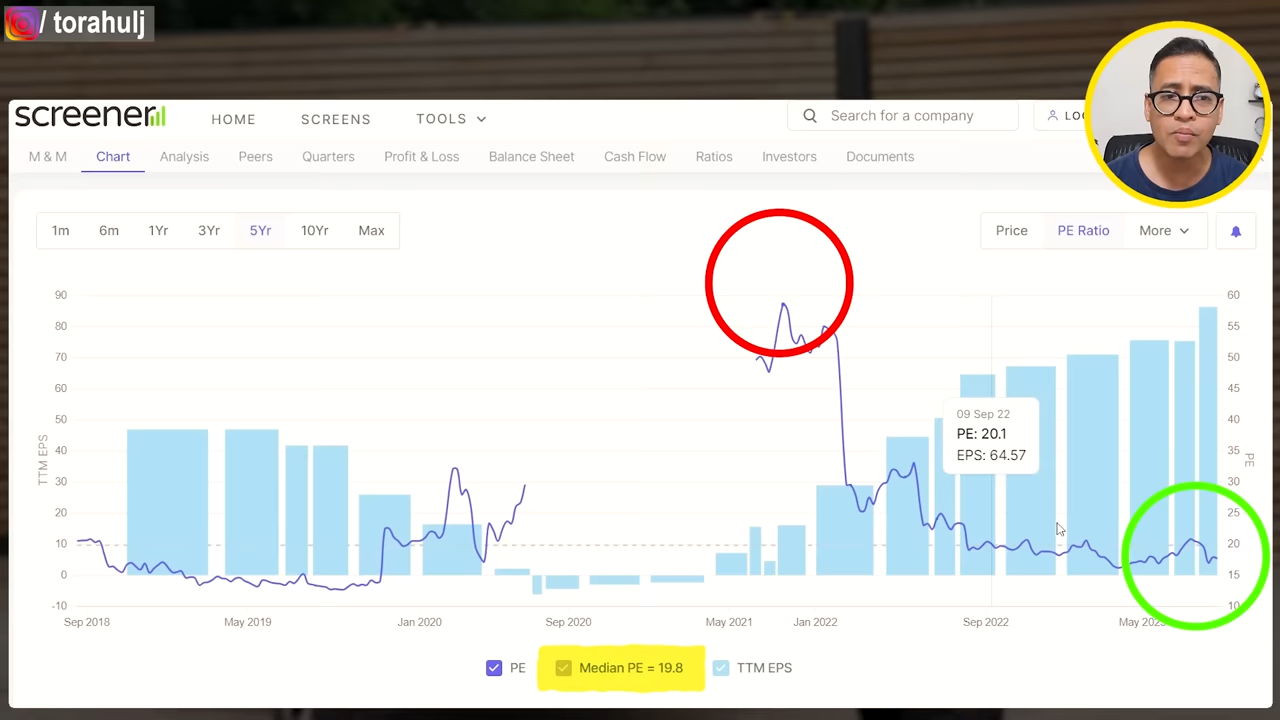 / torahulj
screener
HOME SCREENS TOOLS
Search for a company
M & M Chart Analysis Peers Quarters Profit & Loss Balance Sheet Cash Flow Ratios Investors Documents
1m 6m 1Yr 3Yr 5Yr 10Yr Max
Price PE Ratio More
90 60
80 55
70 50
60 45
50 40
40 35
30 30
20 25
10 20
0 15
-10 10
TTM EPS
PE
09 Sep 22
PE: 20.1
EPS: 64.57
Sep 2018 May 2019 Jan 2020 Sep 2020 May 2021 Jan 2022 Sep 2022 May 2023
PE Median PE = 19.8 TTM EPS